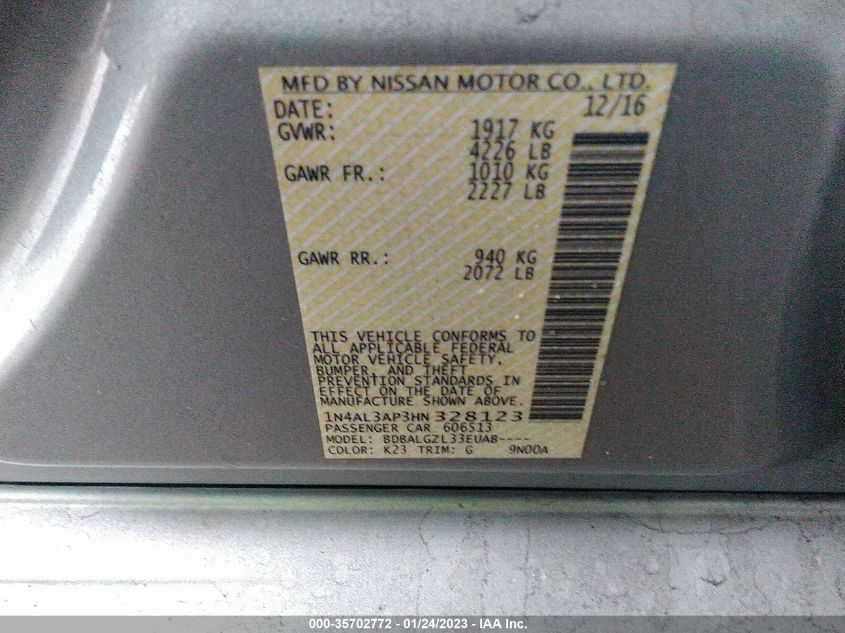 MFD BY NISSAN MOTOR CO., LTD.
DATE: 12/16
GVWR: 1917 KG
4226 LB
GAWR FR.: 1010 KG
2227 LB
GAWR RR.: 940 KG
2072 LB
THIS VEHICLE CONFORMS TO
ALL APPLICABLE FEDERAL
MOTOR VEHICLE SAFETY,
BUMPER, AND THEFT
PREVENTION STANDARDS IN
EFFECT ON THE DATE OF
MANUFACTURE SHOWN ABOVE.
1N4AL3AP3HN 328123
PASSENGER CAR 606513
MODEL: BDBALGZL33EUAB----
COLOR: K23 TRIM: G 9N00A
000-35702772 - 01/24/2023 - IAA Inc.